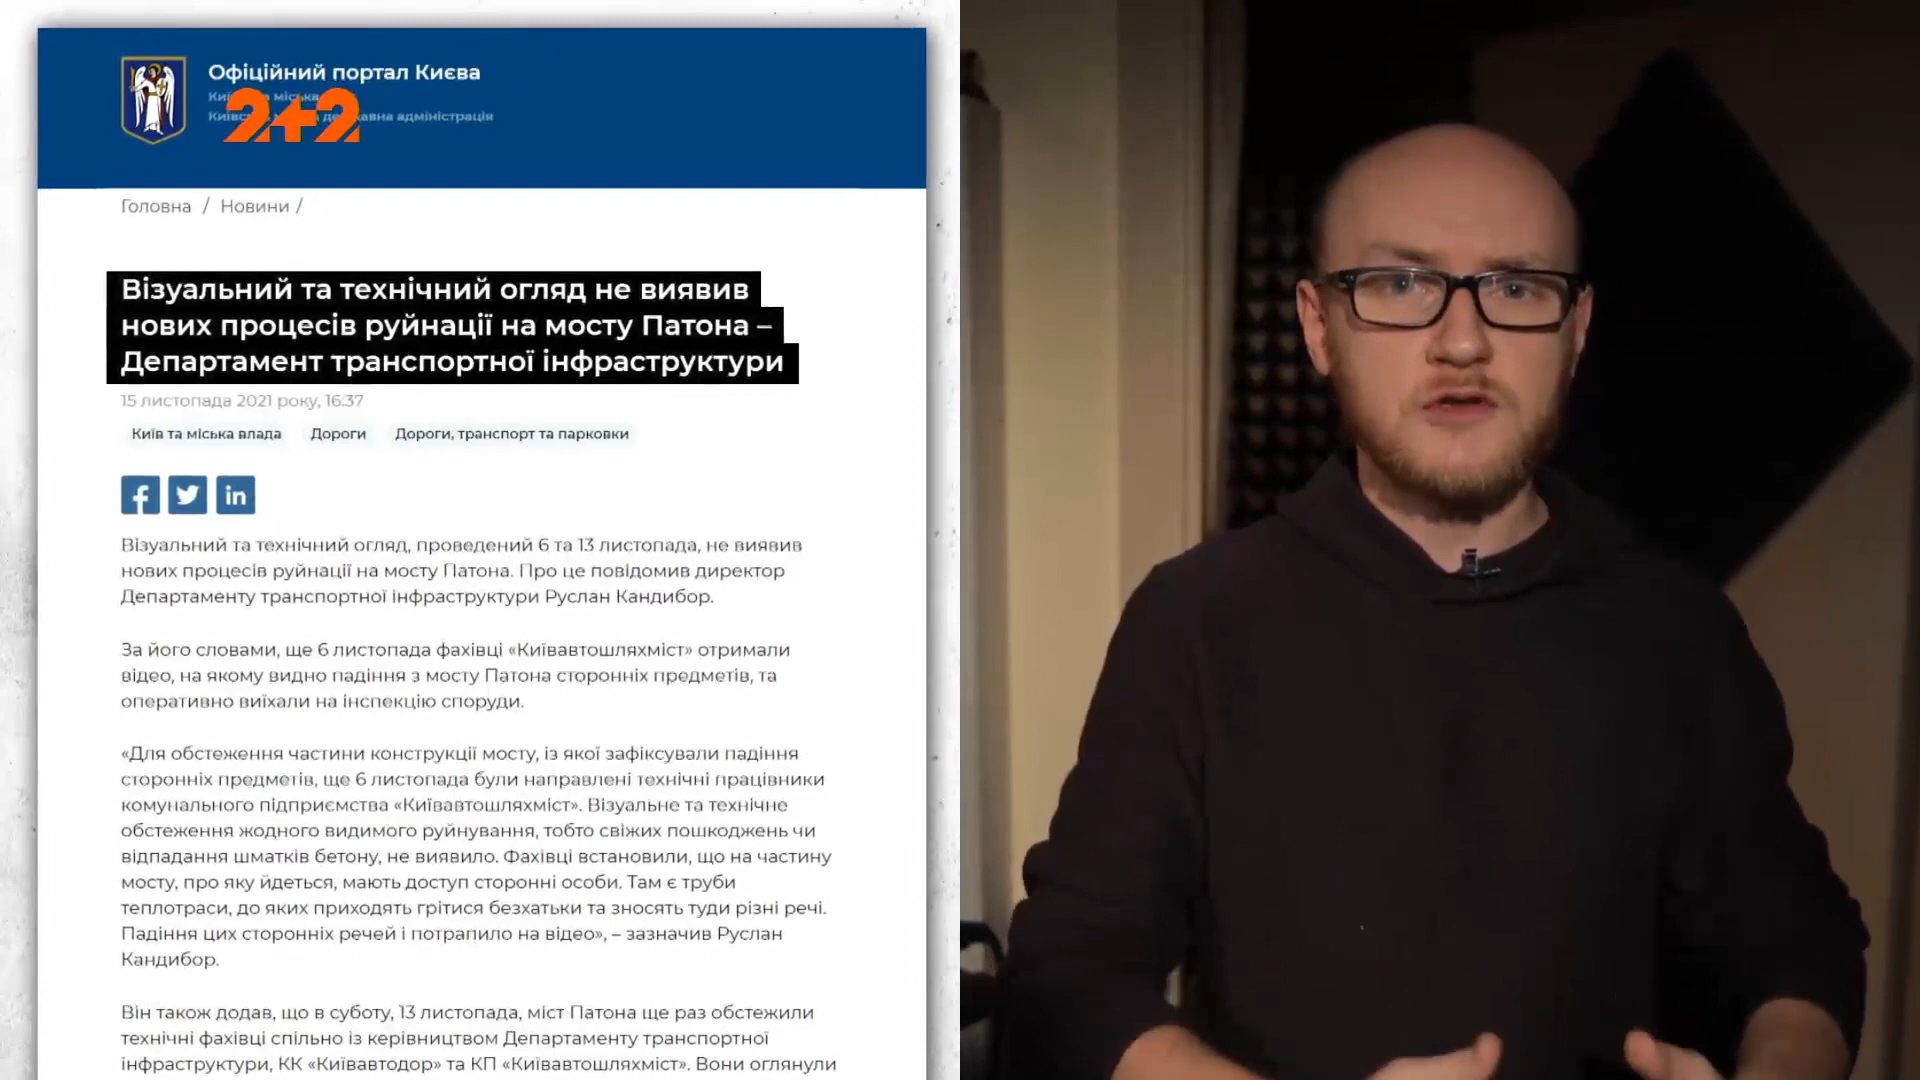 Офіційний портал Києва
2+2
державна адміністрація
Головна / Новини /
Візуальний та технічний огляд не виявив
нових процесів руйнації на мосту Патона –
Департамент транспортної інфраструктури
15 листопада 2021 року, 16:37
Київ та міська влада Дороги Дороги, транспорт та парковки
Візуальний та технічний огляд, проведений 6 та 13 листопада, не виявив
нових процесів руйнації на мосту Патона. Про це повідомив директор
Департаменту транспортної інфраструктури Руслан Кандибор.
За його словами, ще 6 листопада фахівці «Київавтошляхміст» отримали
відео, на якому видно падіння з мосту Патона сторонніх предметів, та
оперативно виїхали на інспекцію споруди.
«Для обстеження частини конструкції мосту, із якої зафіксували падіння
сторонніх предметів, ще 6 листопада були направлені технічні працівники
комунального підприємства «Київавтошляхміст». Візуальне та технічне
обстеження жодного видимого руйнування, тобто свіжих пошкоджень чи
відпадання шматків бетону, не виявило. Фахівці встановили, що на частину
мосту, про яку йдеться, мають доступ сторонні особи. Там є труби
теплотраси, до яких приходять грітися безхатьки та зносять туди різні речі.
Падіння цих сторонніх речей і потрапило на відео», – зазначив Руслан
Кандибор.
Він також додав, що в суботу, 13 листопада, міст Патона ще раз обстежили
технічні фахівці спільно із керівництвом Департаменту транспортної
інфраструктури, КК «Київавтодор» та КП «Київавтошляхміст». Вони оглянули